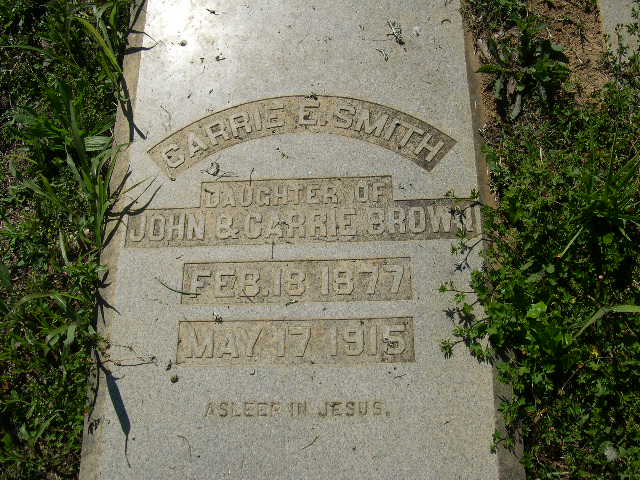 CARRIE E. SMITH
DAUGHTER OF
JOHN & CARRIE BROWN
FEB. 18 1877
MAY 17 1915
ASLEEP IN JESUS.